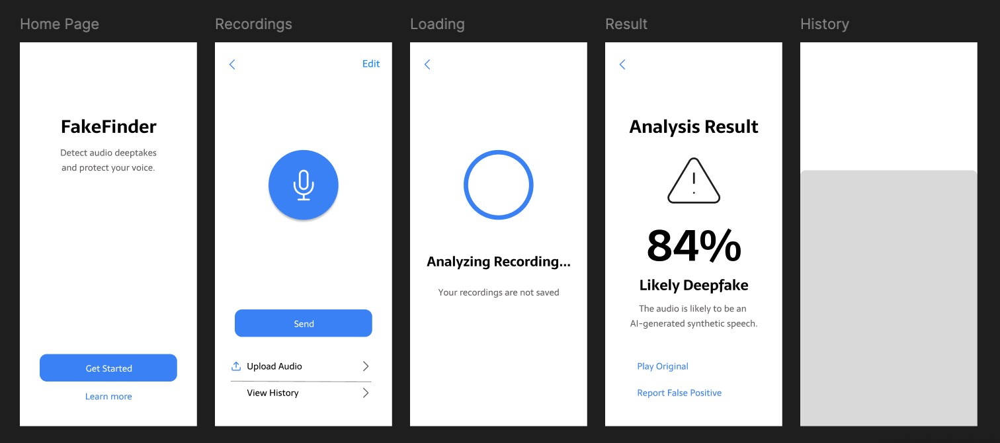 Home Page
FakeFinder
Detect audio deeptakes
and protect your voice.
Get Started
Learn more
Recordings
Edit
Send
Upload Audio
View History
Loading
Analyzing Recording...
Your recordings are not saved
Result
Analysis Result
84%
Likely Deepfake
The audio is likely to be an
AI-generated synthetic speech.
Play Original
Report False Positive
History